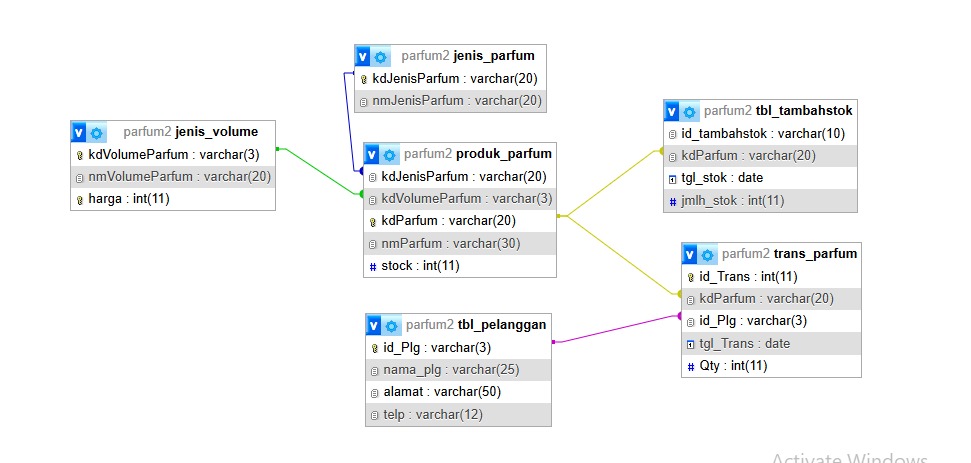 parfum2 jenis_parfum
kdJenisParfum : varchar(20)
nmJenisParfum : varchar(20)
parfum2 jenis_volume
kdVolumeParfum : varchar(3)
nmVolumeParfum : varchar(20)
harga : int(11)
parfum2 produk_parfum
kdJenisParfum : varchar(20)
kdVolumeParfum : varchar(3)
kdParfum : varchar(20)
nmParfum : varchar(30)
# stock : int(11)
parfum2 tbl_tambahstok
id_tambahstok : varchar(10)
kdParfum : varchar(20)
tgl_stok : date
# jmlh_stok : int(11)
parfum2 trans_parfum
id_Trans : int(11)
kdParfum : varchar(20)
id_Plg : varchar(3)
tgl_Trans : date
# Qty : int(11)
parfum2 tbl_pelanggan
id_Plg : varchar(3)
nama_plg : varchar(25)
alamat : varchar(50)
telp : varchar(12)
Activate Windows